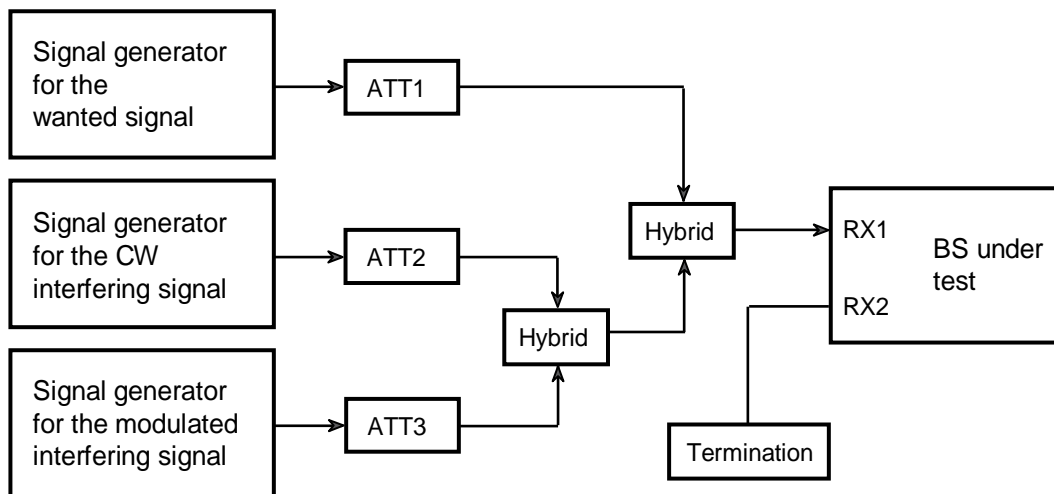 Signal generator
for the
wanted signal
ATT1
Signal generator
for the CW
interfering signal
ATT2
Hybrid
Hybrid
RX1
BS under
test
RX2
Signal generator
for the modulated
interfering signal
ATT3
Termination